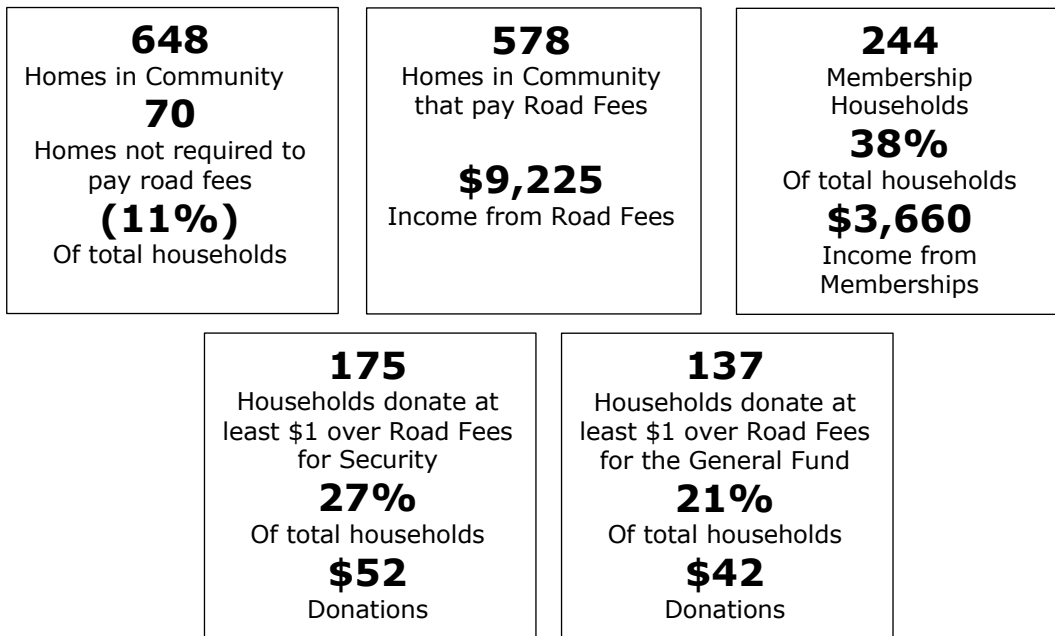 648
Homes in Community
70
Homes not required to
pay road fees
(11%)
Of total households
578
Homes in Community
that pay Road Fees
$9,225
Income from Road Fees
244
Membership
Households
38%
Of total households
$3,660
Income from
Memberships
175
Households donate at
least $1 over Road Fees
for Security
27%
Of total households
$52
Donations
137
Households donate at
least $1 over Road Fees
for the General Fund
21%
Of total households
$42
Donations